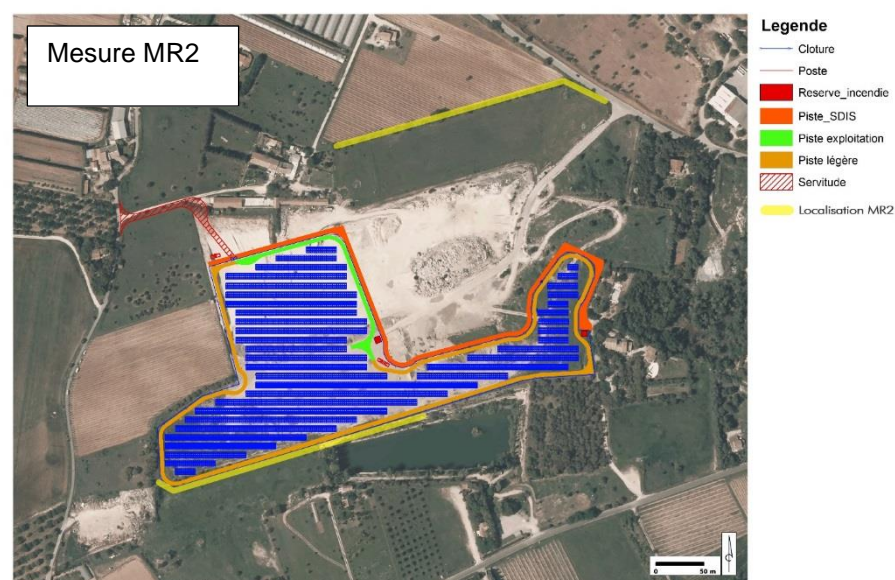 Mesure MR2
Legende
Cloture
Poste
Reserve_incendie
Piste_SDIS
Piste exploitation
Piste légère
Servitude
Localisation MR2
0 50 m